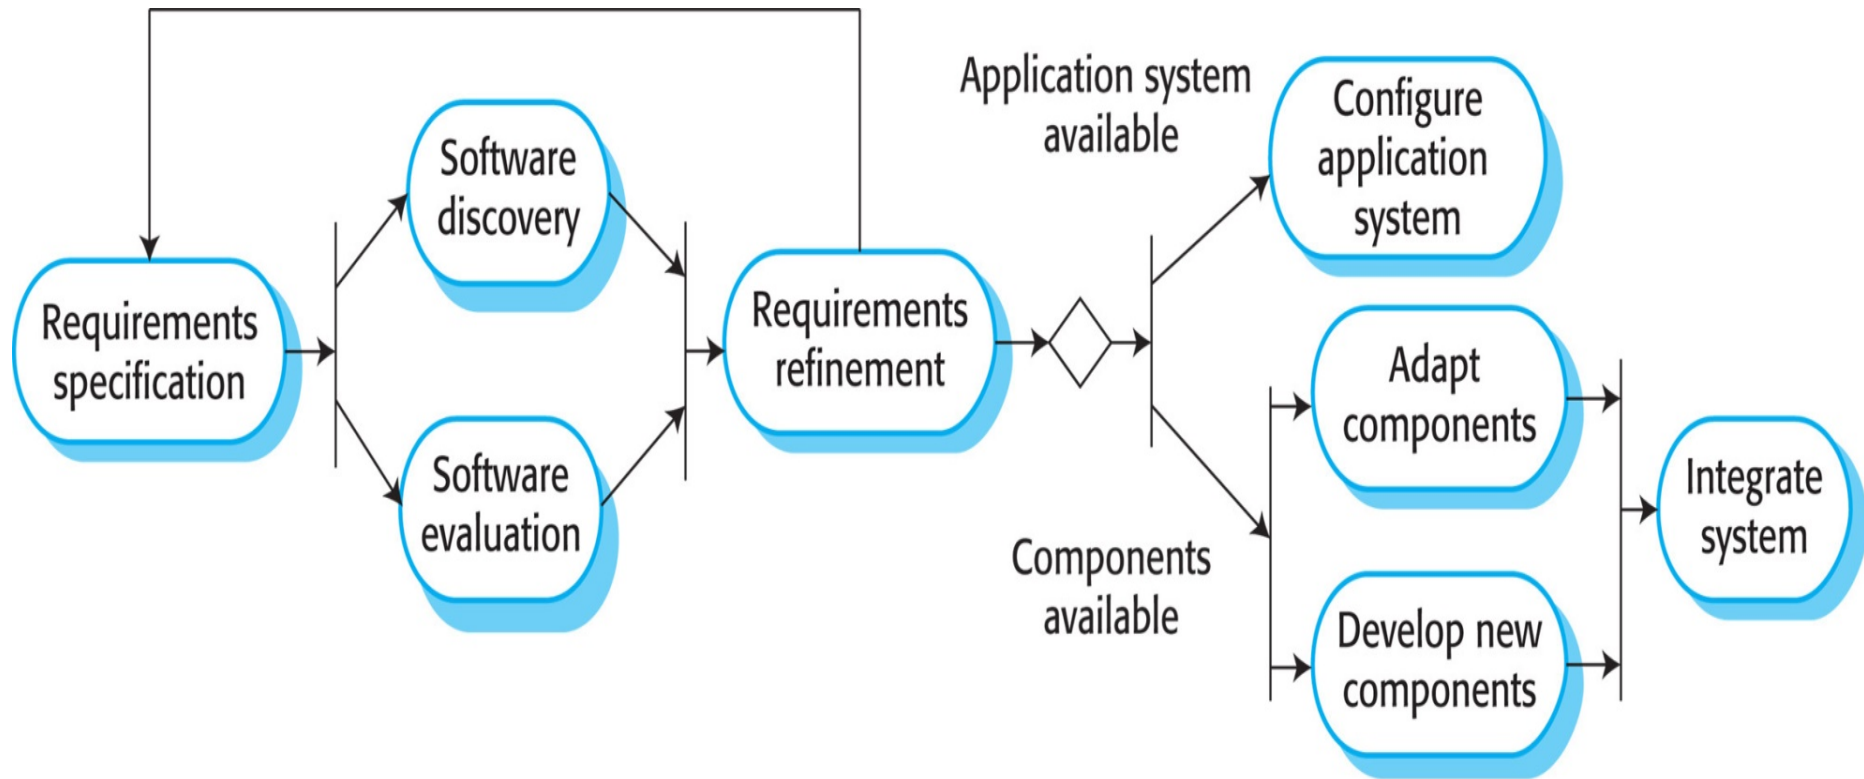 Requirements
specification
Software
discovery
Software
evaluation
Requirements
refinement
Application system
available
Components
available
Configure
application
system
Adapt
components
Develop new
components
Integrate
system